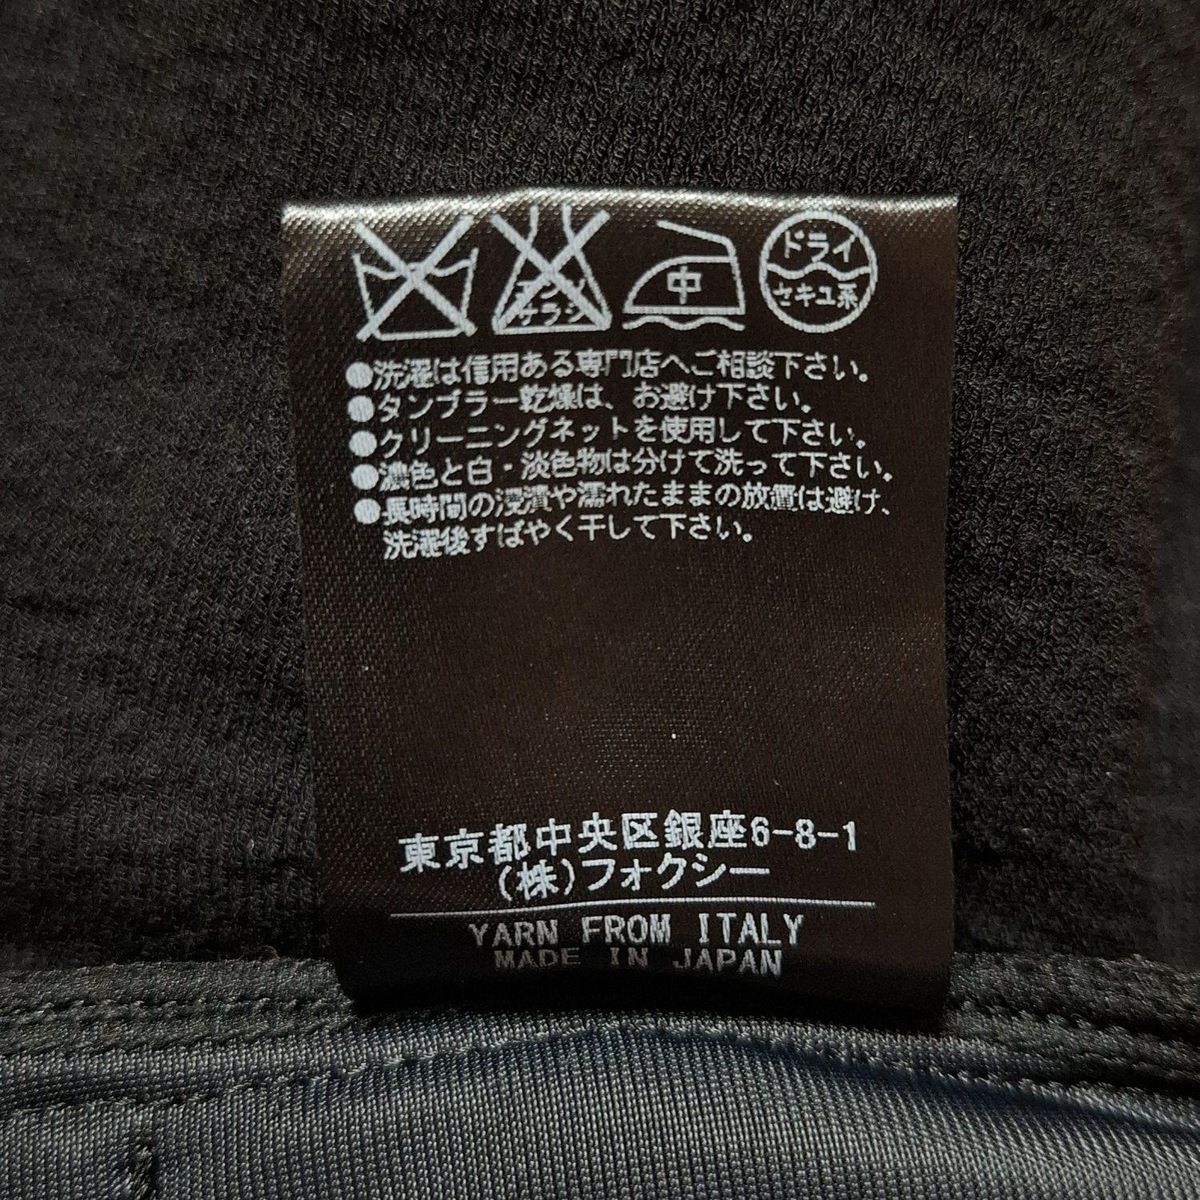 エンソ
サラシ
中
ドライ
セキユ系
●洗濯は信用ある専門店へご相談下さい。
●タンブラー乾燥は、お避け下さい。
●クリーニングネットを使用して下さい。
●濃色と白・淡色物は分けて洗って下さい。
●長時間の浸漬や濡れたままの放置は避け、
洗濯後すばやく干して下さい。
東京都中央区銀座6-8-1
(株)フォクシー
YARN FROM ITALY
MADE IN JAPAN